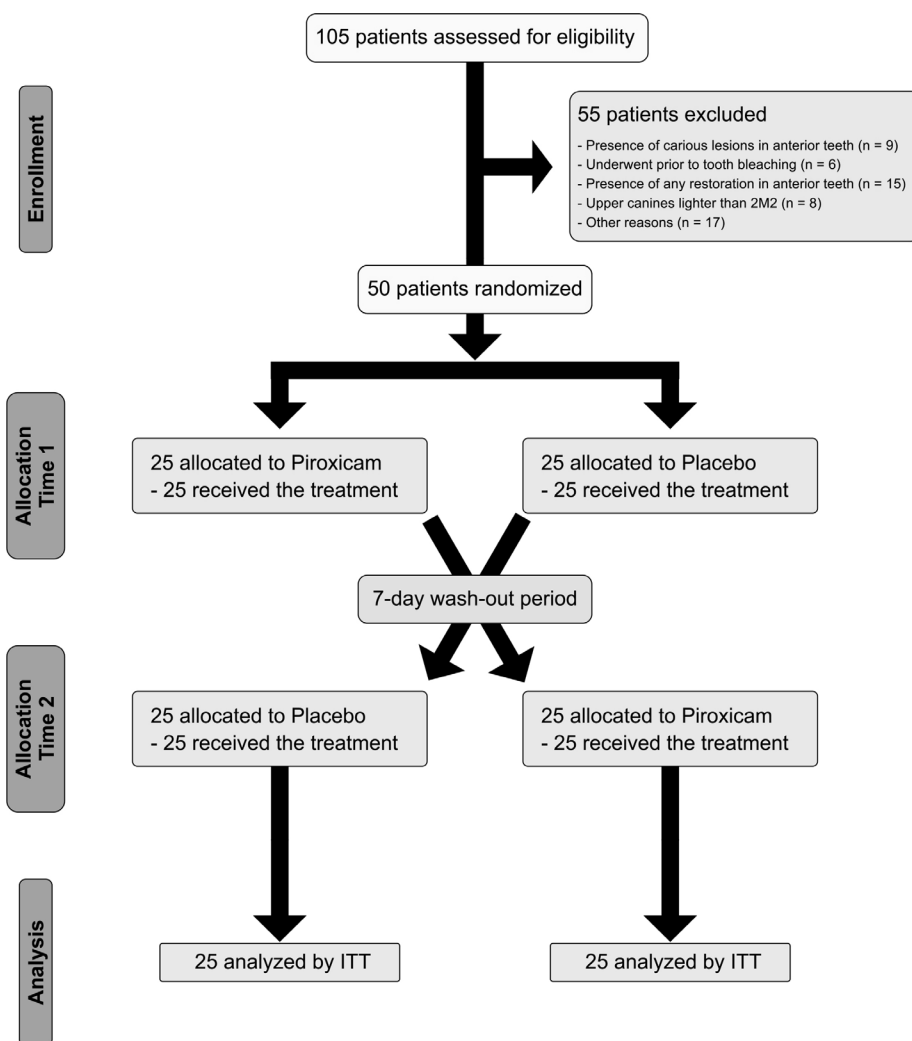 105 patients assessed for eligibility
Enrollment
55 patients excluded
- Presence of carious lesions in anterior teeth (n = 9)
- Underwent prior to tooth bleaching (n = 6)
- Presence of any restoration in anterior teeth (n = 15)
- Upper canines lighter than 2M2 (n = 8)
- Other reasons (n = 17)
50 patients randomized
Allocation
Time 1
25 allocated to Piroxicam
- 25 received the treatment
25 allocated to Placebo
- 25 received the treatment
7-day wash-out period
Allocation
Time 2
25 allocated to Placebo
- 25 received the treatment
25 allocated to Piroxicam
- 25 received the treatment
Analysis
25 analyzed by ITT
25 analyzed by ITT